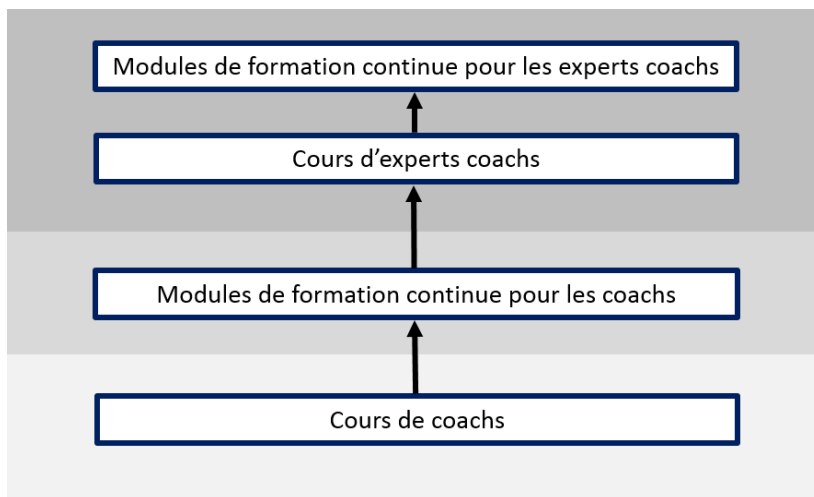 Modules de formation continue pour les experts coachs
Cours d’experts coachs
Modules de formation continue pour les coachs
Cours de coachs